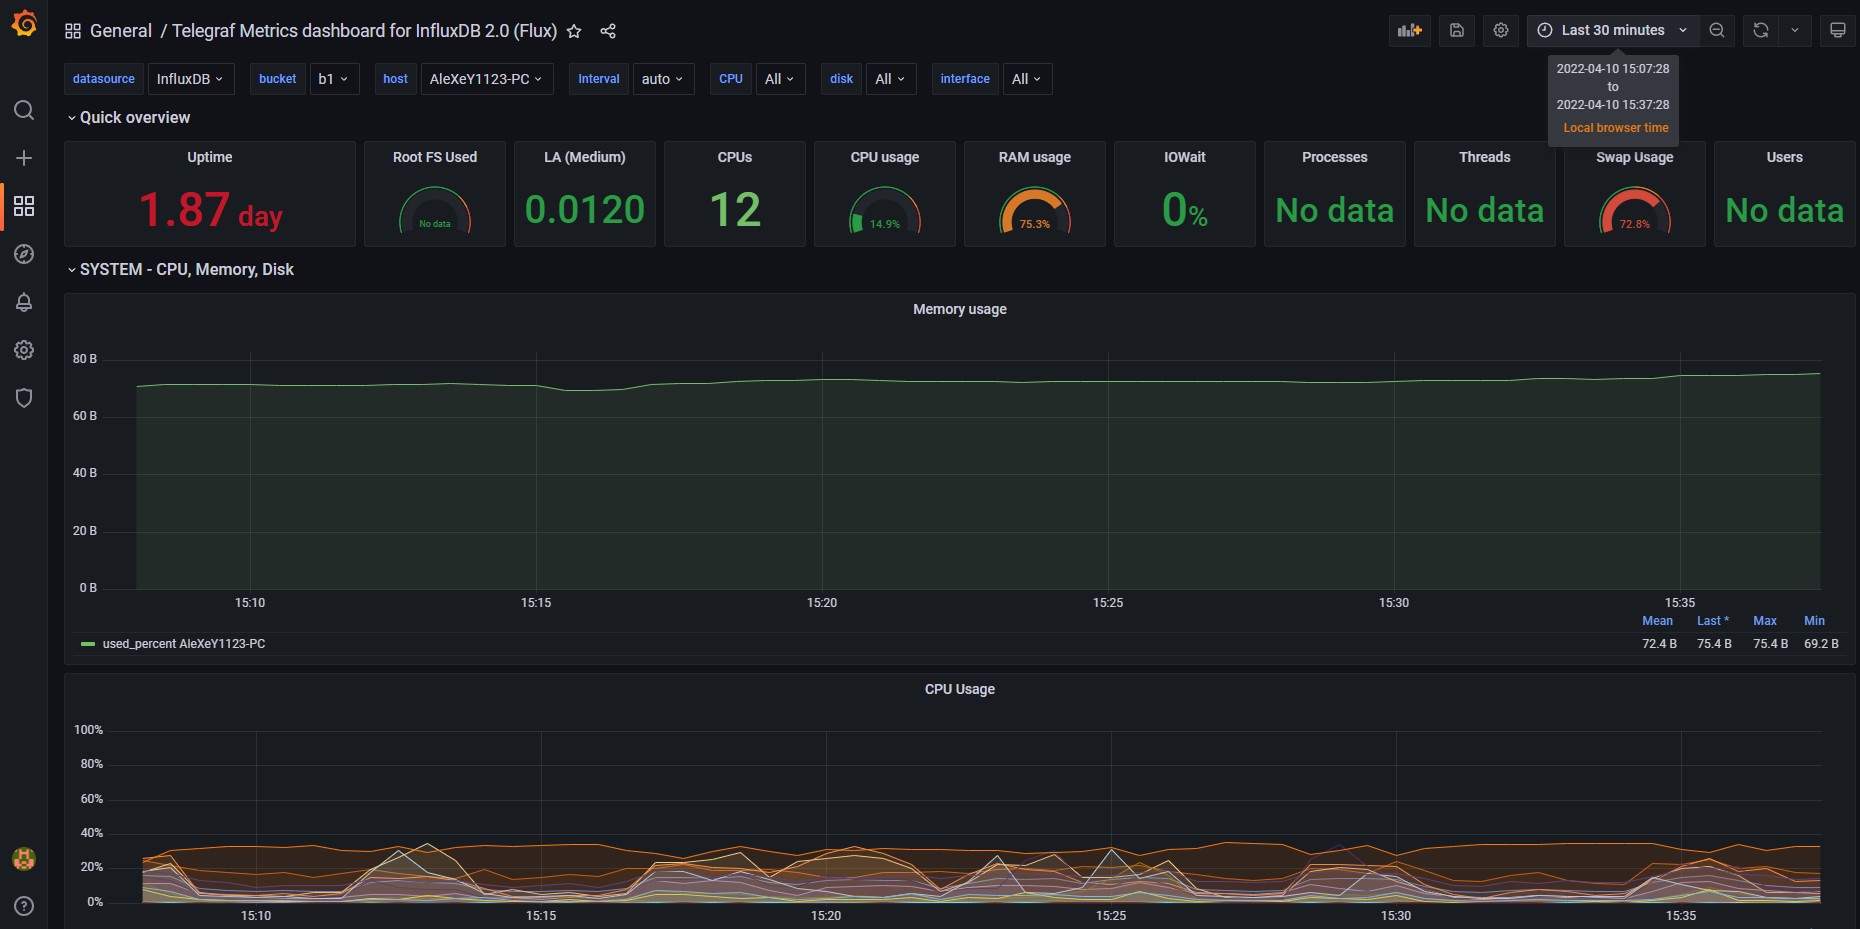 General / Telegraf Metrics dashboard for InfluxDB 2.0 (Flux)
Last 30 minutes
datasource InfluxDB bucket b1 host AleXeY1123-PC Interval auto CPU All disk All interface All
2022-04-10 15:07:28
to
2022-04-10 15:37:28
Local browser time
Quick overview
Uptime
1.87 day
Root FS Used
No data
LA (Medium)
0.0120
CPUs
12
CPU usage
14.9%
RAM usage
75.3%
IOWait
0%
Processes
No data
Threads
No data
Swap Usage
72.8%
Users
No data
SYSTEM - CPU, Memory, Disk
Memory usage
80 B
60 B
40 B
20 B
0 B
15:10 15:15 15:20 15:25 15:30 15:35
Mean Last * Max Min
used_percent AleXeY1123-PC 72.4 B 75.4 B 75.4 B 69.2 B
CPU Usage
100%
80%
60%
40%
20%
0%
15:10 15:15 15:20 15:25 15:30 15:35